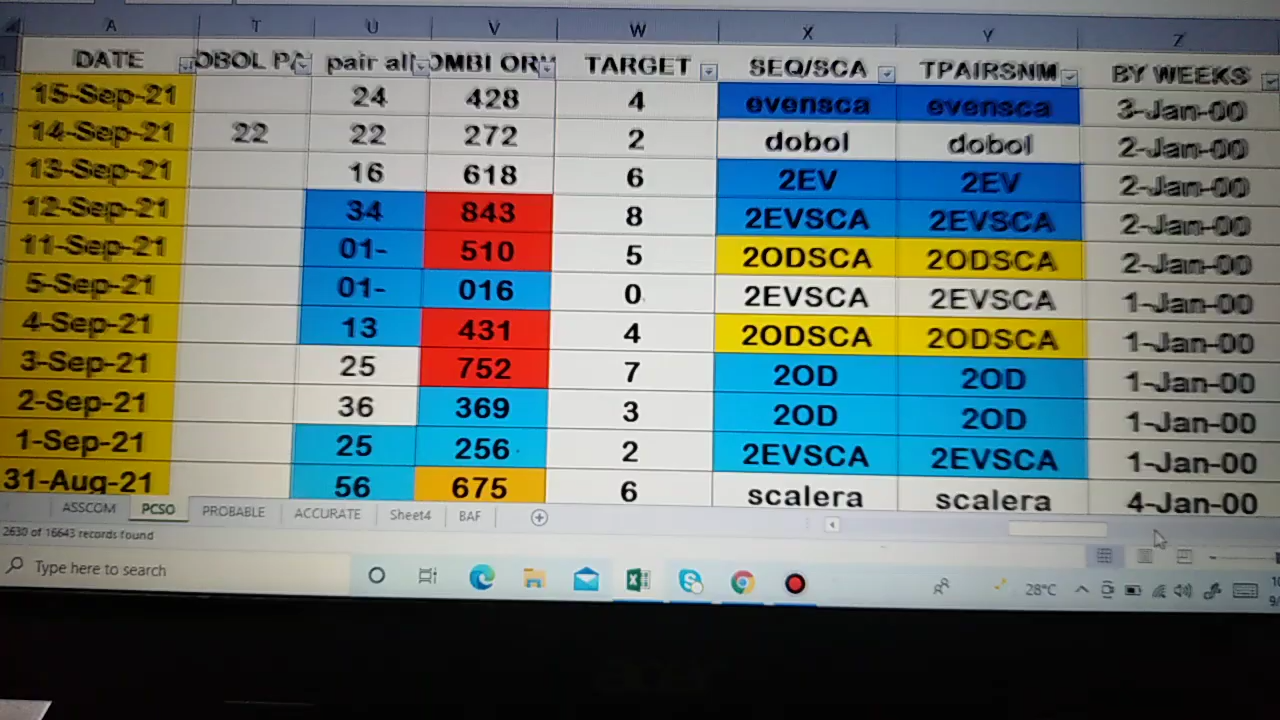 A T U V W X Y Z
DATE OBOL PA pair all OMBI ORY TARGET SEQ/SCA TPAIRSNM BY WEEKS
15-Sep-21 24 428 4 evensca evensca 3-Jan-00
14-Sep-21 22 22 272 2 dobol dobol 2-Jan-00
13-Sep-21 16 618 6 2EV 2EV 2-Jan-00
12-Sep-21 34 843 8 2EVSCA 2EVSCA 2-Jan-00
11-Sep-21 01- 510 5 2ODSCA 2ODSCA 2-Jan-00
5-Sep-21 01- 016 0 2EVSCA 2EVSCA 1-Jan-00
4-Sep-21 13 431 4 2ODSCA 2ODSCA 1-Jan-00
3-Sep-21 25 752 7 2OD 2OD 1-Jan-00
2-Sep-21 36 369 3 2OD 2OD 1-Jan-00
1-Sep-21 25 256 2 2EVSCA 2EVSCA 1-Jan-00
31-Aug-21 56 675 6 scalera scalera 4-Jan-00
ASSCOM PCSO PROBABLE ACCURATE Sheet4 BAF
2630 of 16643 records found
Type here to search 28°C